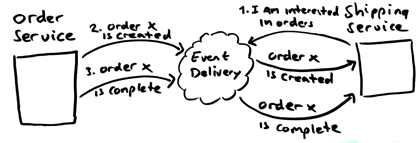 Order
Service
2. order x
is created
3. order x
is conplete
Event
Delivery
1. I am interested
in orders
Shipping
Service
order x
is created
order x
is complete